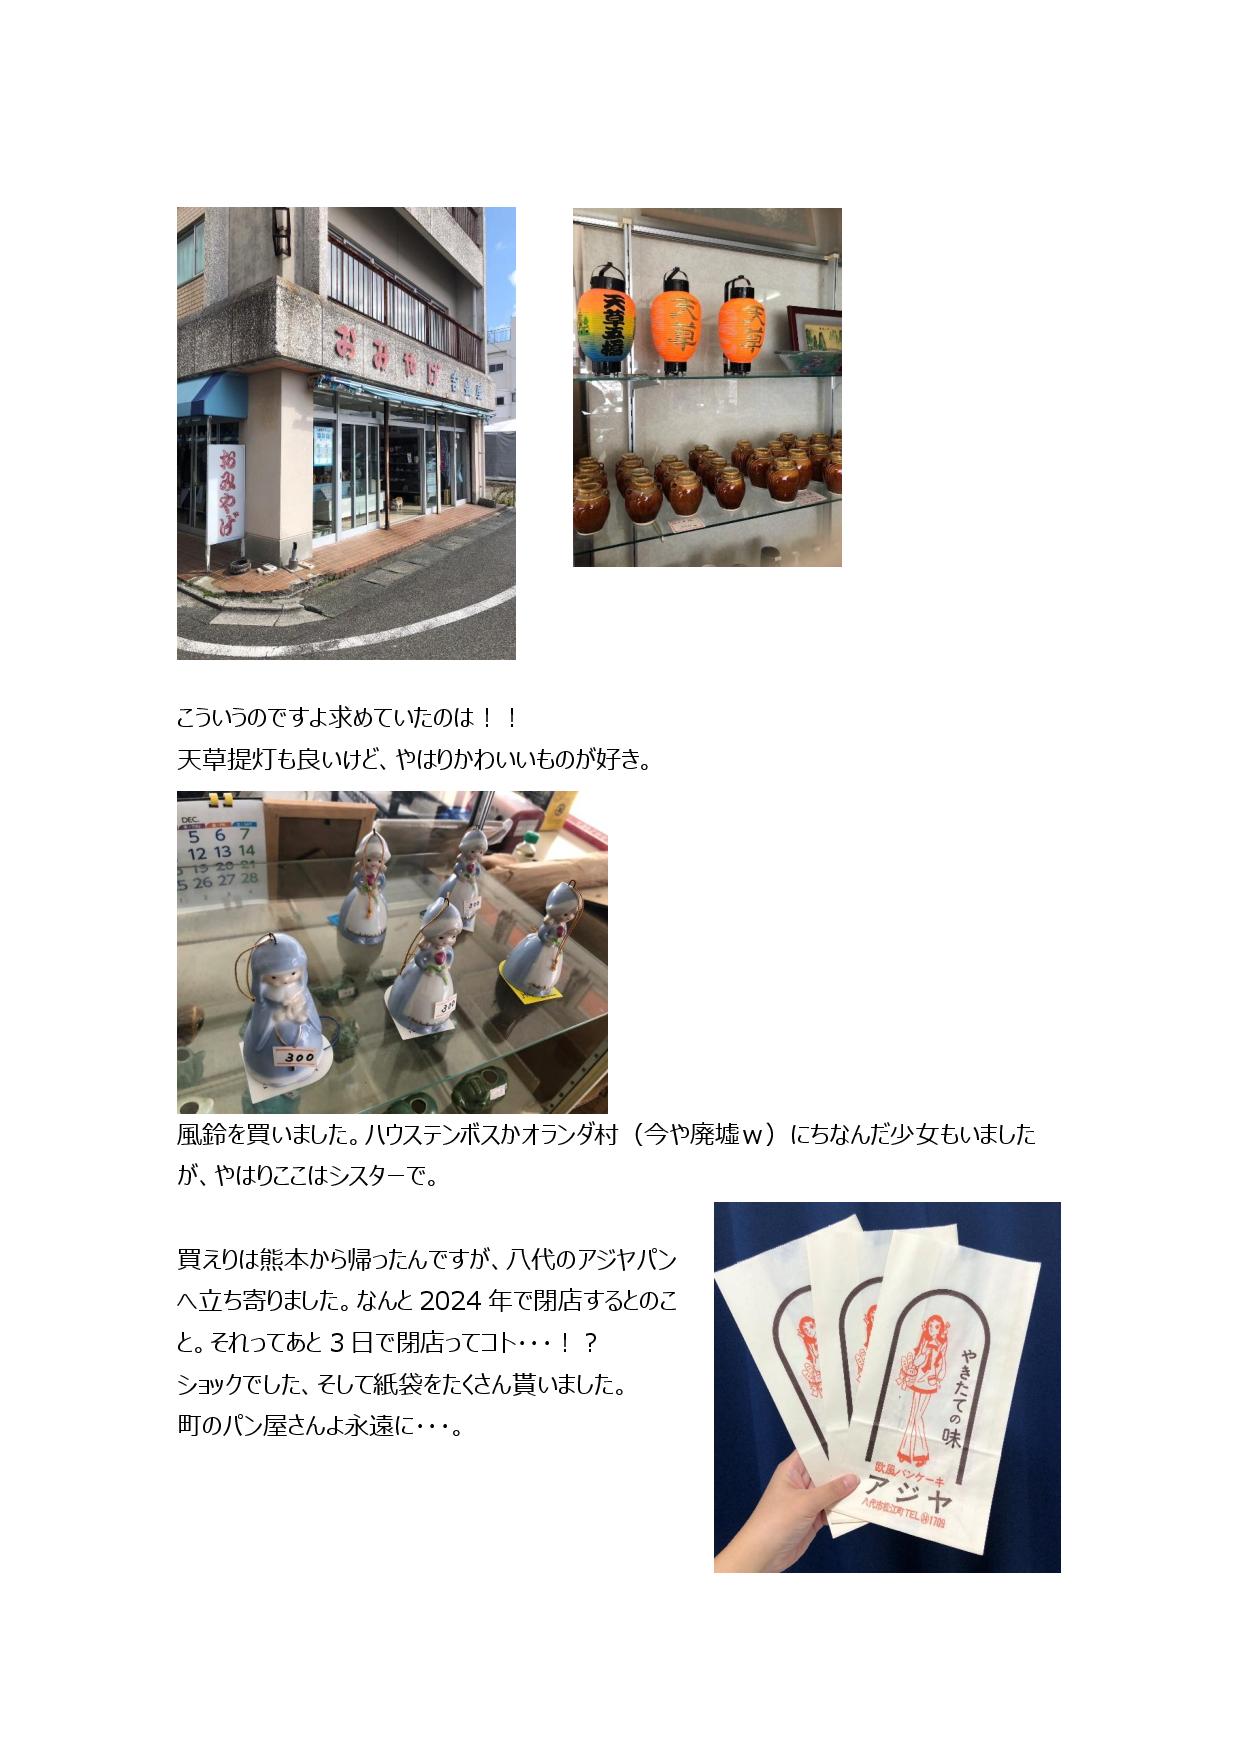 おみやげ
おみやげ
天草五橋
天草
天草
こういうのですよ求めていたのは！！
天草提灯も良いけど、やはりかわいいものが好き。
DEC.
5 6 7
12 13 14
19 20 21
5 26 27 28
300
300
300
風鈴を買いました。ハウステンボスかオランダ村（今や廃墟ｗ）にちなんだ少女もいました
が、やはりここはシスターで。
買えりは熊本から帰ったんですが、八代のアジヤパン
へ立ち寄りました。なんと 2024 年で閉店するとのこ
と。それってあと 3 日で閉店ってコト・・・！？
ショックでした、そして紙袋をたくさん貰いました。
町のパン屋さんよ永遠に・・・。
やきたての味
欧風パンケーキ
アジヤ
八代市松江町TEL㉞1709